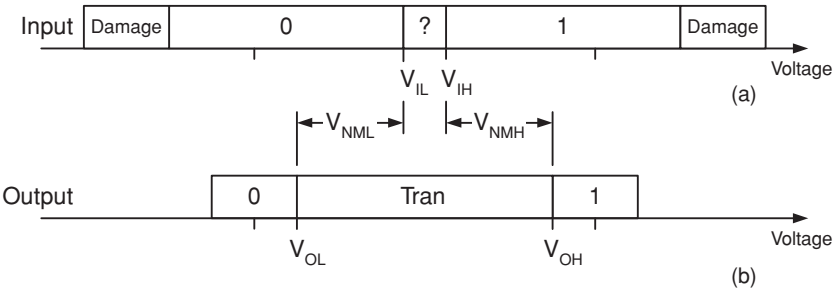 Input Damage 0 ? 1 Damage
Voltage
V_IL V_IH
(a)
V_NML V_NMH
Output 0 Tran 1
Voltage
V_OL V_OH
(b)